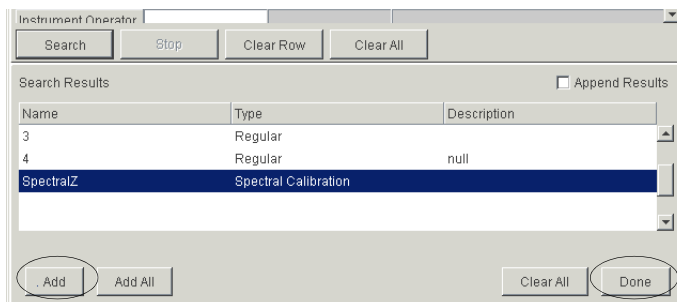 Instrument Operator
Search Stop Clear Row Clear All
Search Results Append Results
Name Type Description
3 Regular
4 Regular null
SpectralZ Spectral Calibration
. Add Add All Clear All Done